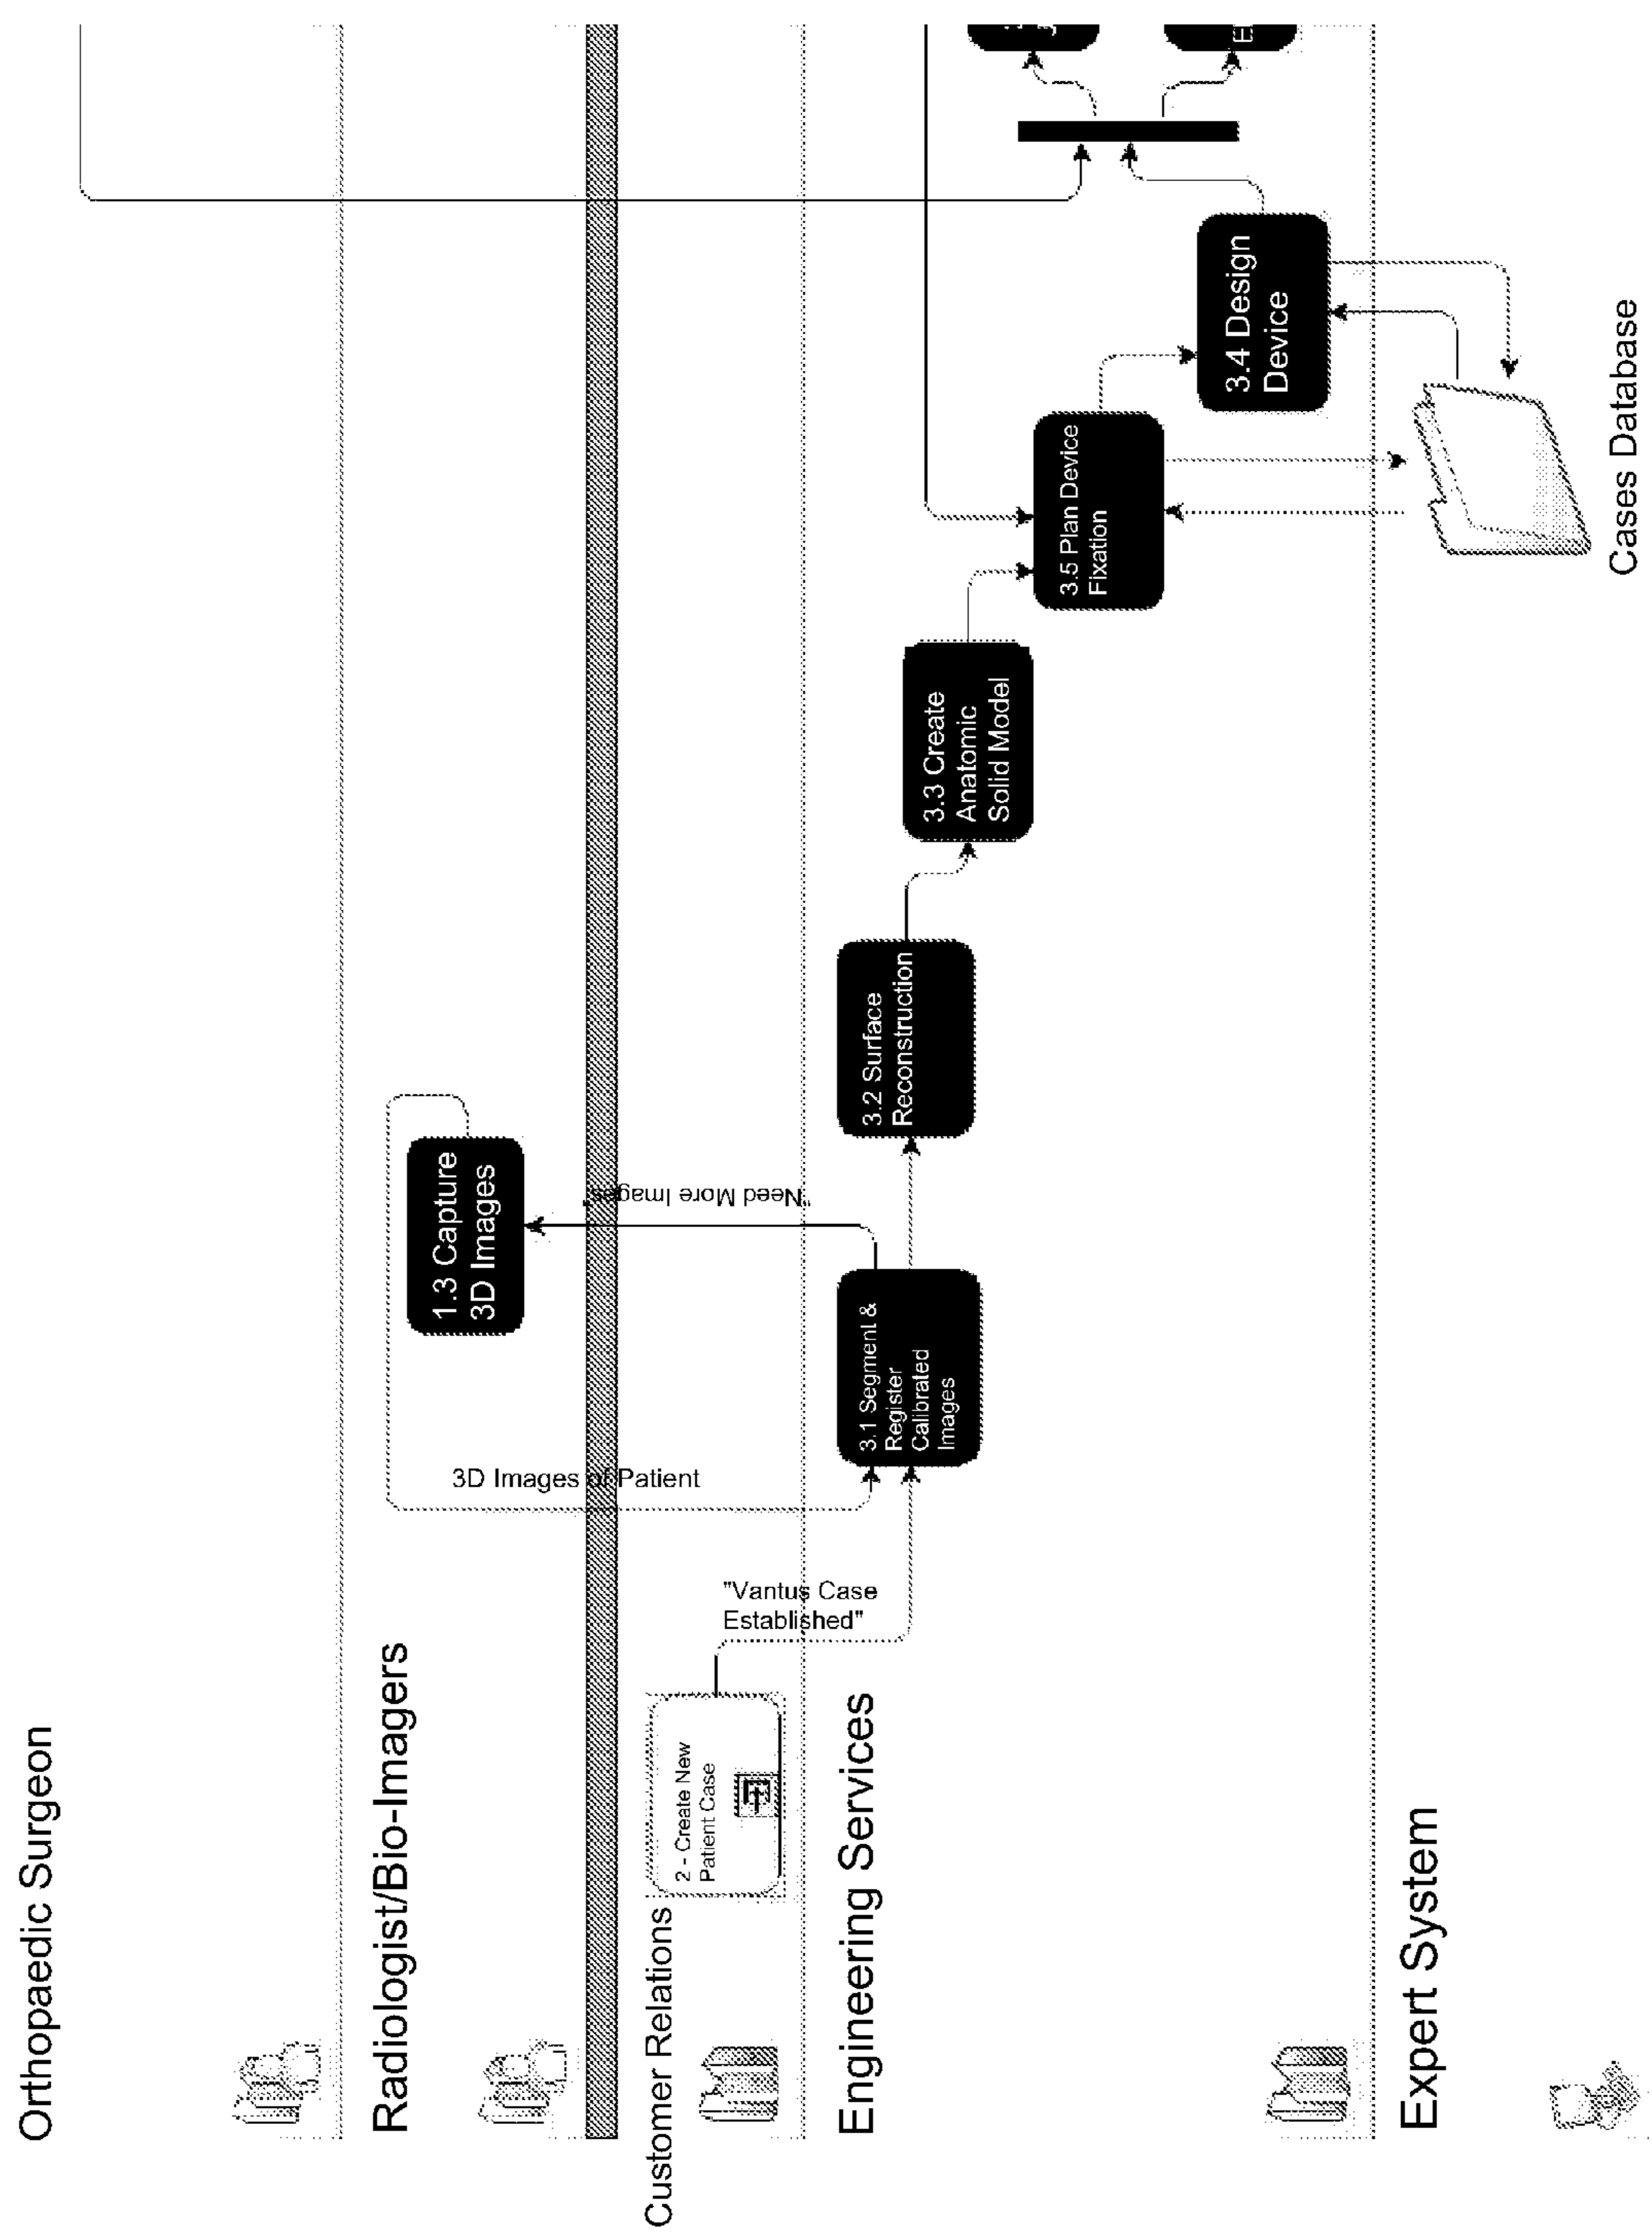 Orthopaedic Surgeon
Radiologist/Bio-Imagers
1.3 Capture
3D Images
3D Images of Patient
"Need More Images"
Customer Relations
2 - Create New
Patient Case
"Vantus Case
Established"
Engineering Services
3.1 Segment &
Register
Calibrated
Images
3.2 Surface
Reconstruction
3.3 Create
Anatomic
Solid Model
3.5 Plan Device
Fixation
3.4 Design
Device
Expert System
Cases Database